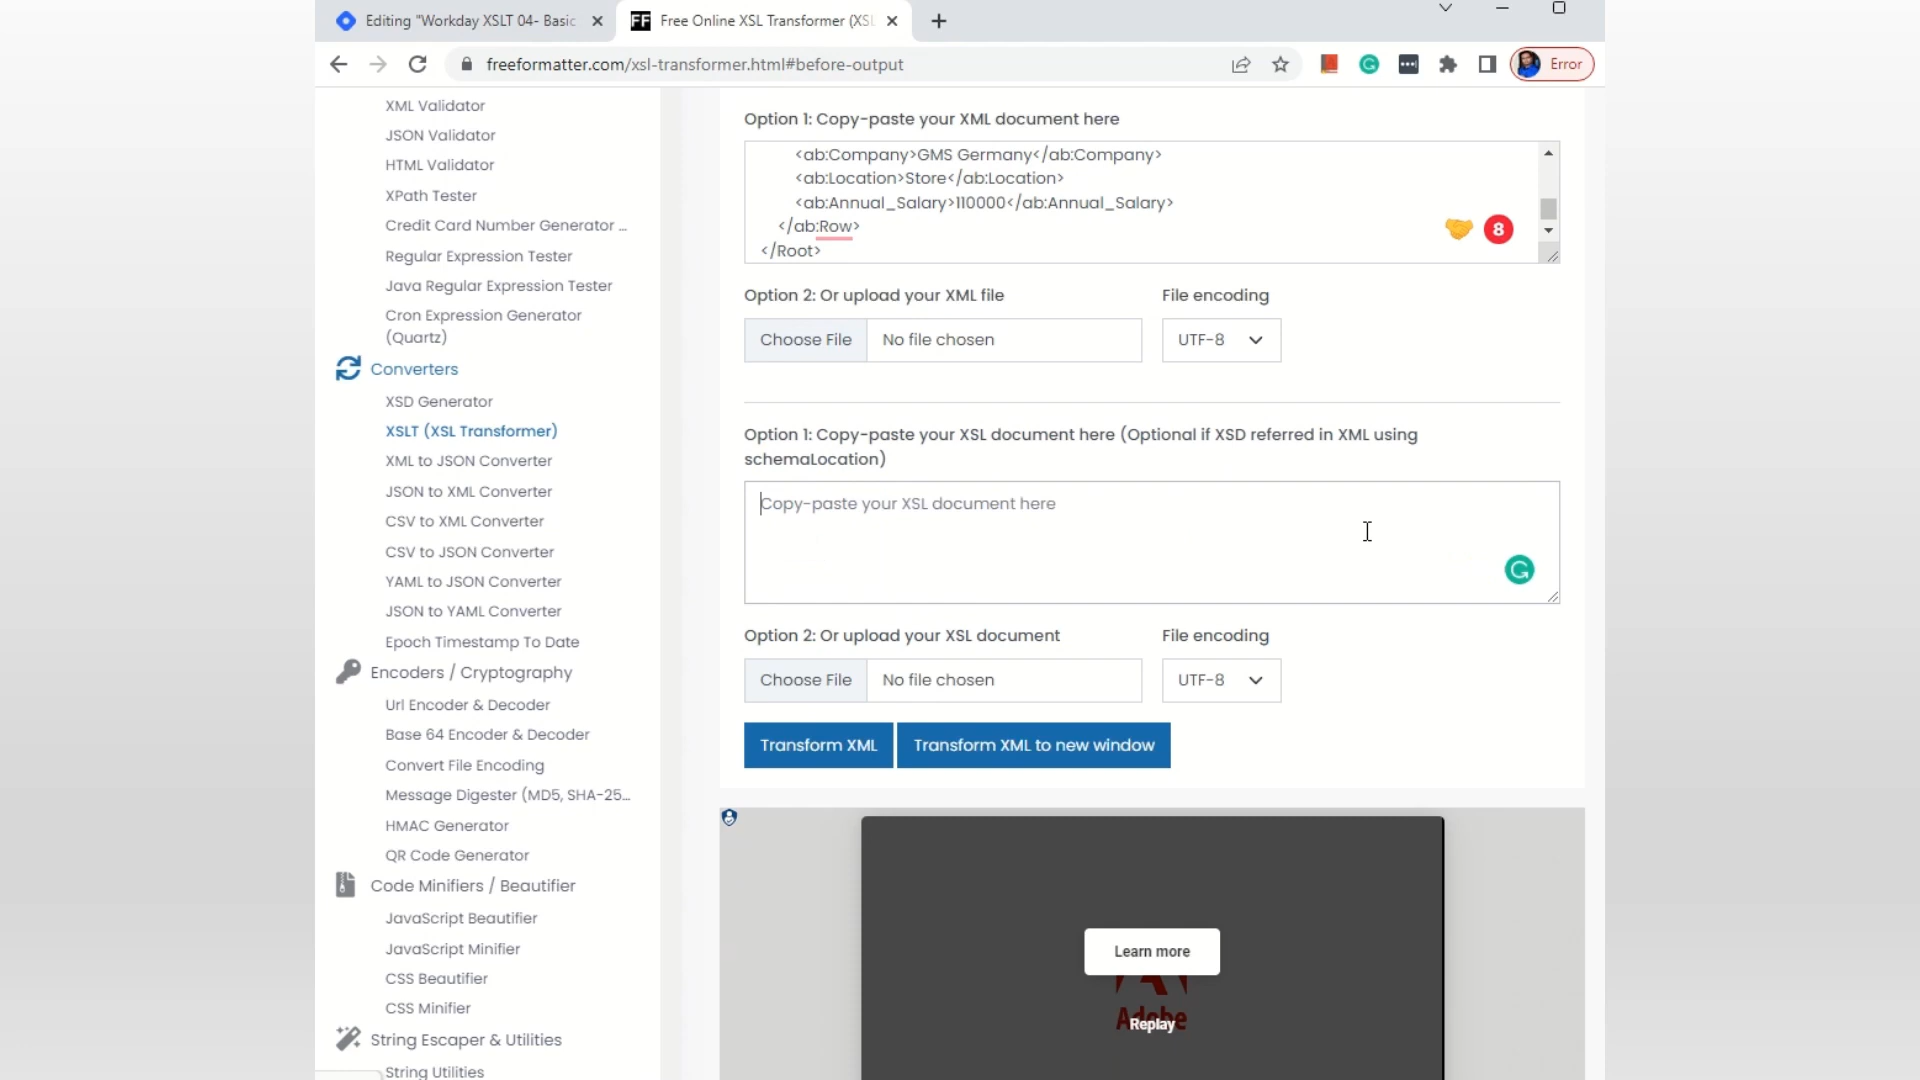 Editing "Workday XSLT 04- Basic
FF
Free Online XSL Transformer (XSL
freeformatter.com/xsl-transformer.html#before-output
Error
XML Validator
JSON Validator
HTML Validator
XPath Tester
Credit Card Number Generator ...
Regular Expression Tester
Java Regular Expression Tester
Cron Expression Generator
(Quartz)
Converters
XSD Generator
XSLT (XSL Transformer)
XML to JSON Converter
JSON to XML Converter
CSV to XML Converter
CSV to JSON Converter
YAML to JSON Converter
JSON to YAML Converter
Epoch Timestamp To Date
Encoders / Cryptography
Url Encoder & Decoder
Base 64 Encoder & Decoder
Convert File Encoding
Message Digester (MD5, SHA-25...
HMAC Generator
QR Code Generator
Code Minifiers / Beautifier
JavaScript Beautifier
JavaScript Minifier
CSS Beautifier
CSS Minifier
String Escaper & Utilities
String Utilities
Option 1: Copy-paste your XML document here
<ab:Company>GMS Germany</ab:Company>
<ab:Location>Store</ab:Location>
<ab:Annual_Salary>110000</ab:Annual_Salary>
</ab:Row>
</Root>
8
Option 2: Or upload your XML file
File encoding
Choose File No file chosen
UTF-8
Option 1: Copy-paste your XSL document here (Optional if XSD referred in XML using
schemaLocation)
Copy-paste your XSL document here
Option 2: Or upload your XSL document
File encoding
Choose File No file chosen
UTF-8
Transform XML
Transform XML to new window
Learn more
Adobe
Replay